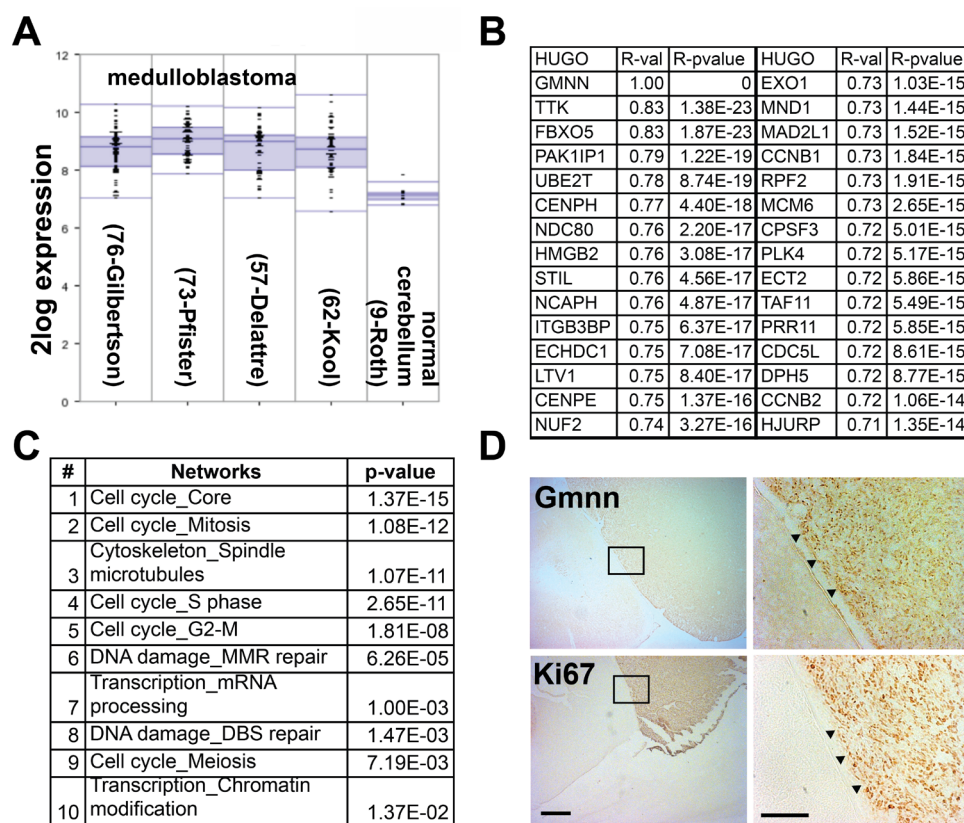 A
12
10
8
6
4
2
0
2log expression
medulloblastoma
(76-Gilbertson)
(73-Pfister)
(57-Delattre)
(62-Kool)
normal
cerebellum
(9-Roth)
B
HUGO R-val R-pvalue HUGO R-val R-pvalue
GMNN 1.00 0 EXO1 0.73 1.03E-15
TTK 0.83 1.38E-23 MND1 0.73 1.44E-15
FBXO5 0.83 1.87E-23 MAD2L1 0.73 1.52E-15
PAK1IP1 0.79 1.22E-19 CCNB1 0.73 1.84E-15
UBE2T 0.78 8.74E-19 RPF2 0.73 1.91E-15
CENPH 0.77 4.40E-18 MCM6 0.73 2.65E-15
NDC80 0.76 2.20E-17 CPSF3 0.72 5.01E-15
HMGB2 0.76 3.08E-17 PLK4 0.72 5.17E-15
STIL 0.76 4.56E-17 ECT2 0.72 5.86E-15
NCAPH 0.76 4.87E-17 TAF11 0.72 5.49E-15
ITGB3BP 0.75 6.37E-17 PRR11 0.72 5.85E-15
ECHDC1 0.75 7.08E-17 CDC5L 0.72 8.61E-15
LTV1 0.75 8.40E-17 DPH5 0.72 8.77E-15
CENPE 0.75 1.37E-16 CCNB2 0.72 1.06E-14
NUF2 0.74 3.27E-16 HJURP 0.71 1.35E-14
C
# Networks p-value
1 Cell cycle_Core 1.37E-15
2 Cell cycle_Mitosis 1.08E-12
Cytoskeleton_Spindle
3 microtubules 1.07E-11
4 Cell cycle_S phase 2.65E-11
5 Cell cycle_G2-M 1.81E-08
6 DNA damage_MMR repair 6.26E-05
Transcription_mRNA
7 processing 1.00E-03
8 DNA damage_DBS repair 1.47E-03
9 Cell cycle_Meiosis 7.19E-03
Transcription_Chromatin
10 modification 1.37E-02
D
Gmnn
Ki67